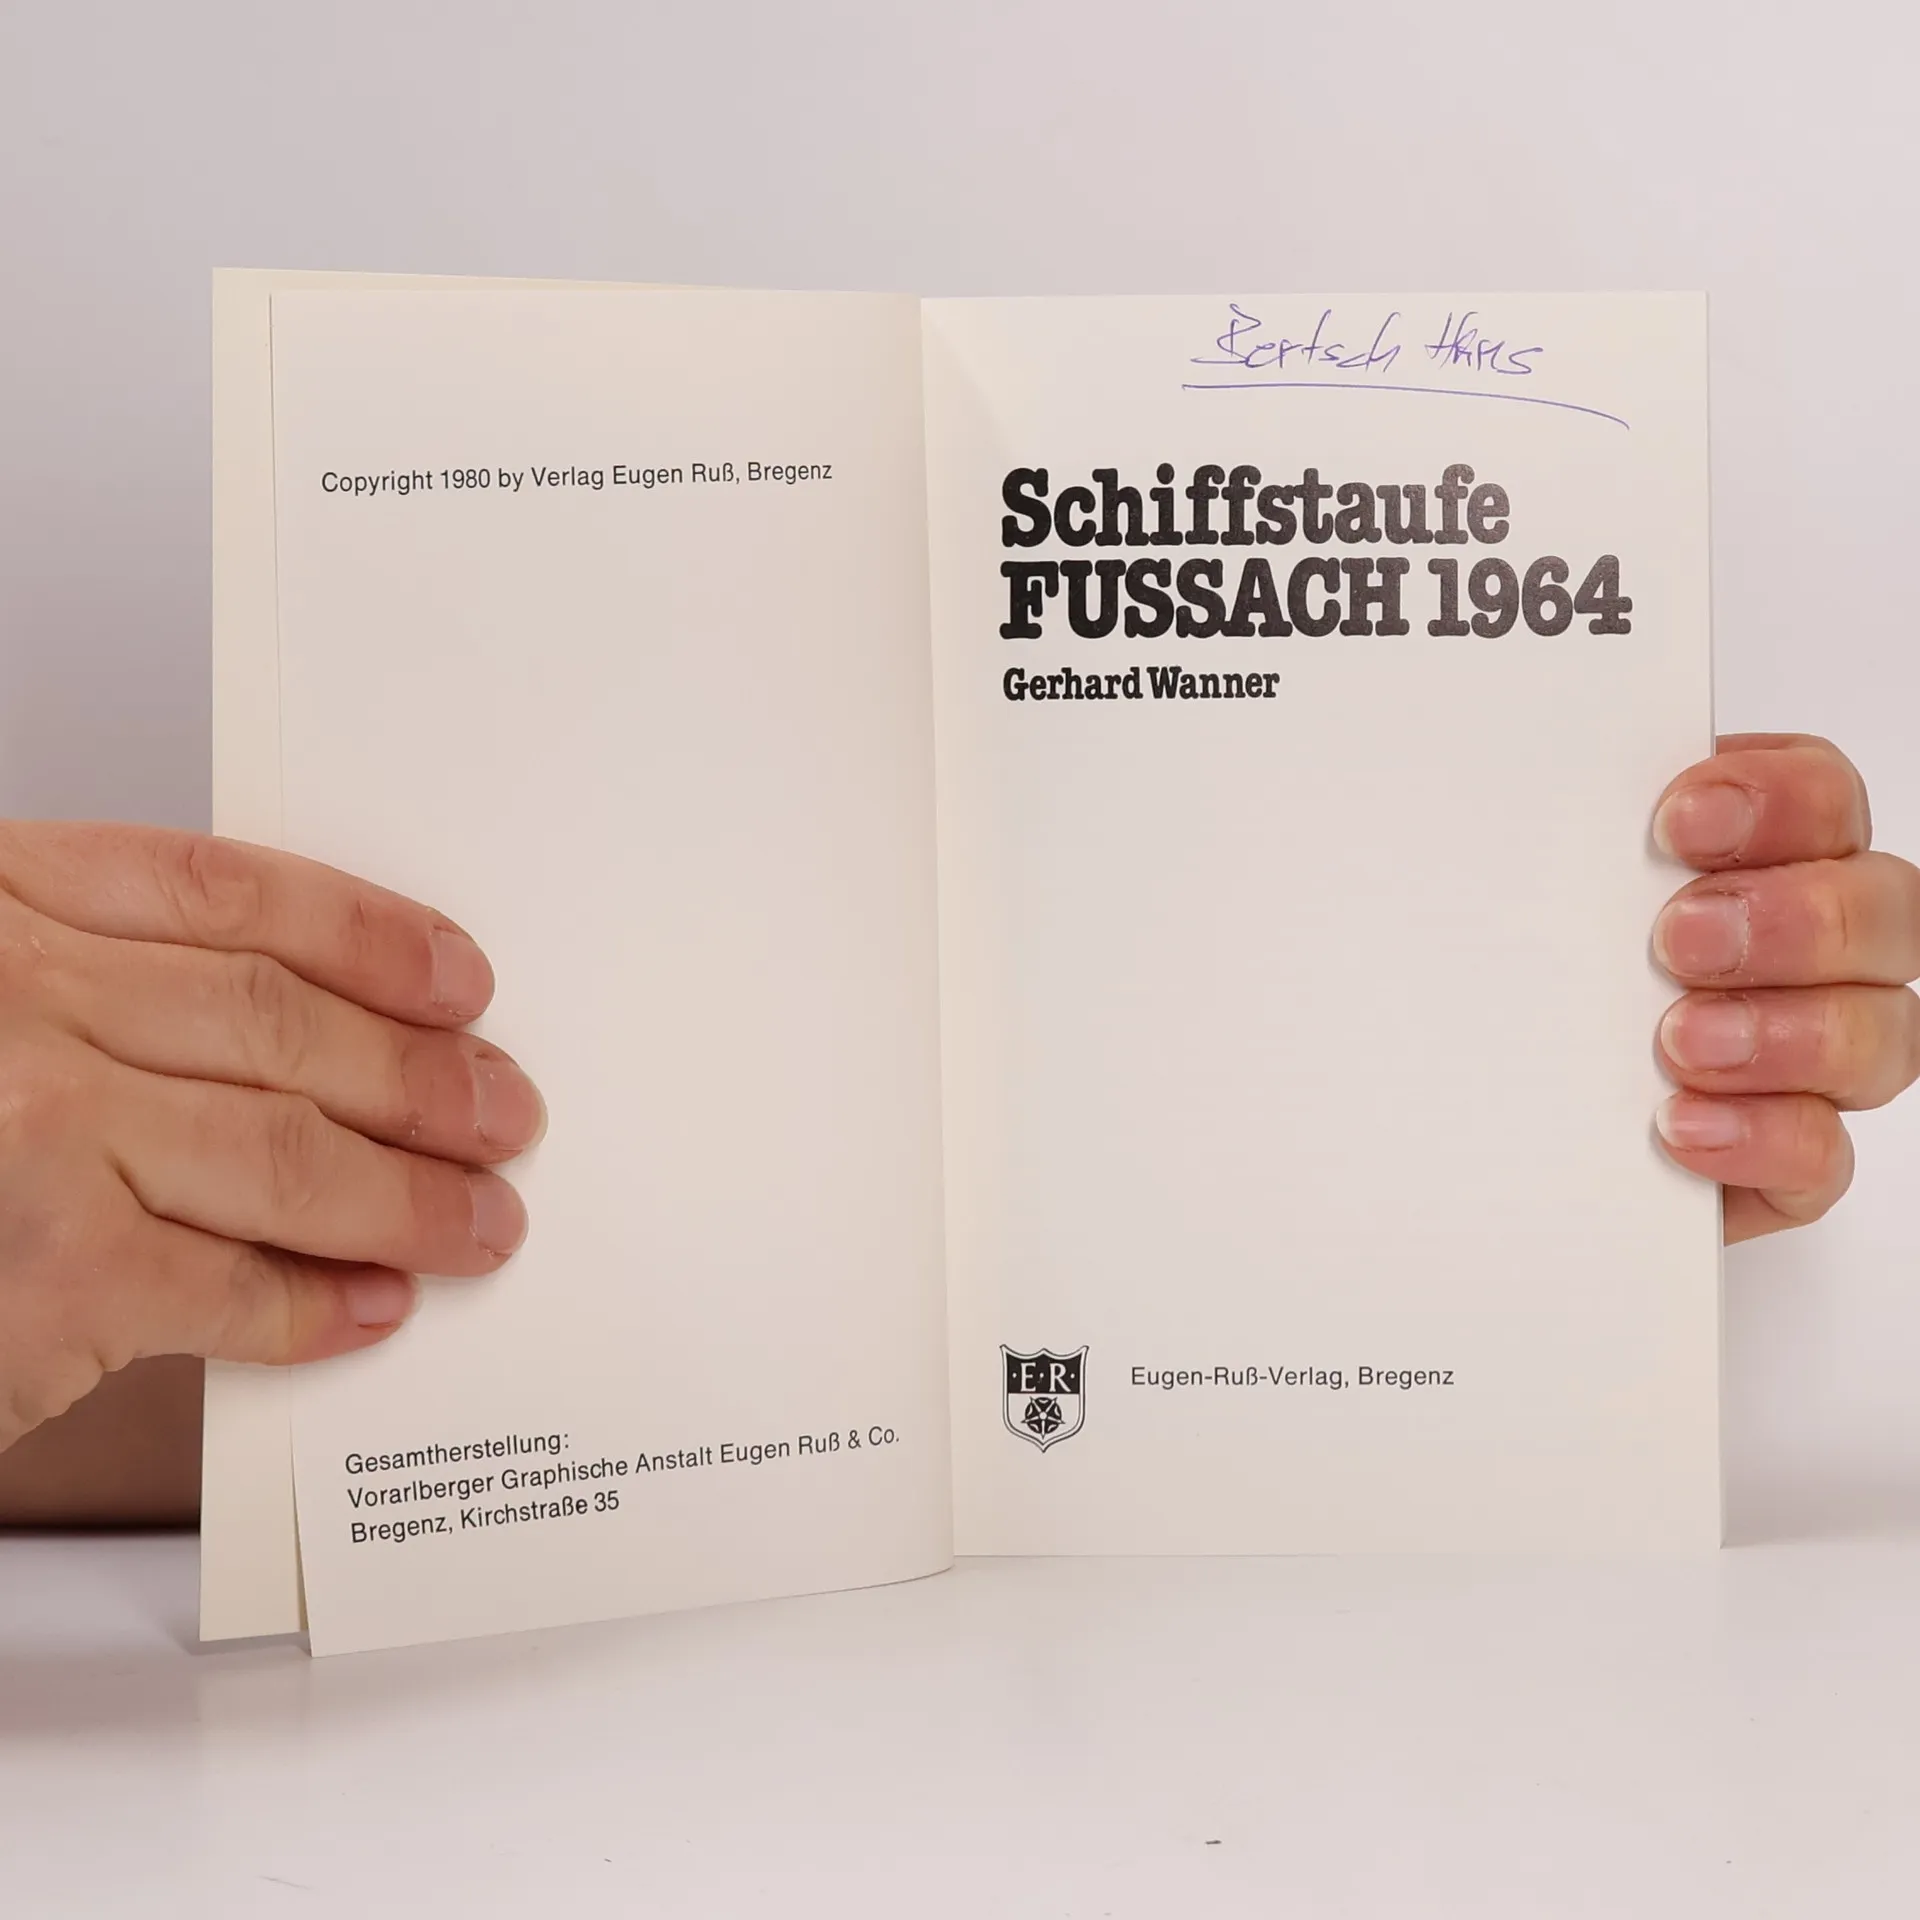 Copyright 1980 by Verlag Eugen Ruß, Bregenz
Gesamtherstellung:
Vorarlberger Graphische Anstalt Eugen Ruß & Co.
Bregenz, Kirchstraße 35
Bertsch Hans
Schiffstaufe
FUSSACH 1964
Gerhard Wanner
·E·R·
Eugen-Ruß-Verlag, Bregenz